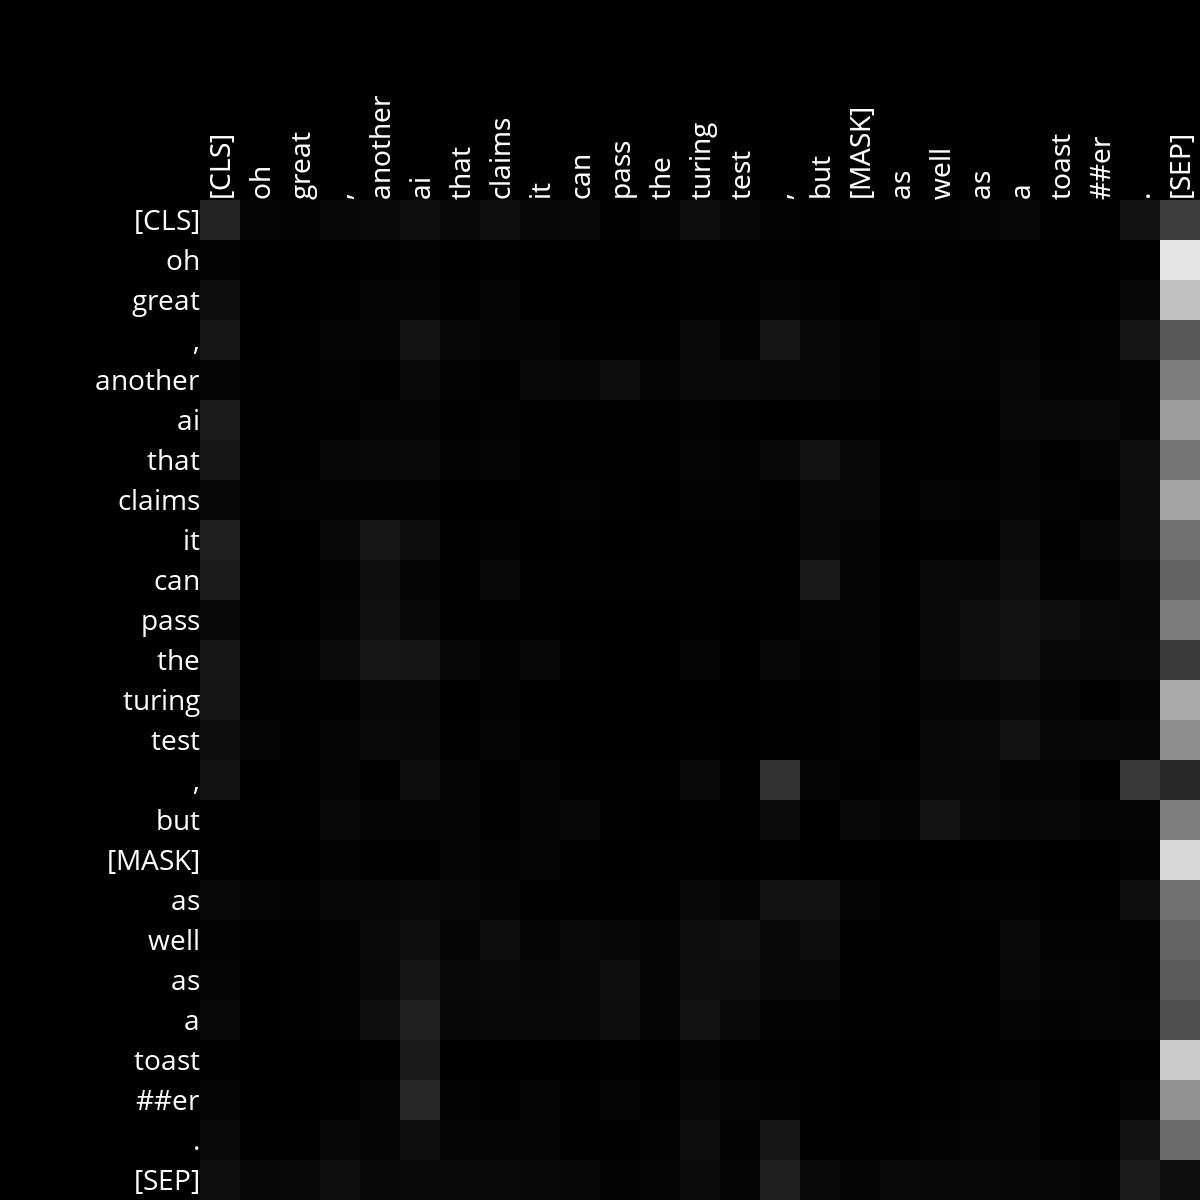 [CLS] oh great , another ai that claims it can pass the turing test , but [MASK] as well as a toast ##er . [SEP]
[CLS]
oh
great
,
another
ai
that
claims
it
can
pass
the
turing
test
,
but
[MASK]
as
well
as
a
toast
##er
.
[SEP]